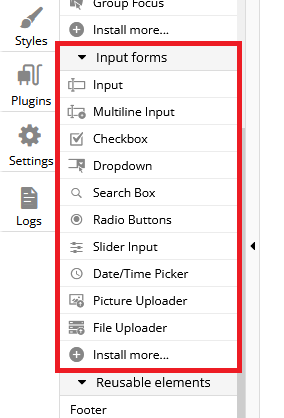 Group Focus
Styles
Install more...
Input forms
Input
Plugins
Multiline Input
Checkbox
Settings
Dropdown
Search Box
Logs
Radio Buttons
Slider Input
Date/Time Picker
Picture Uploader
File Uploader
Install more...
Reusable elements
Footer